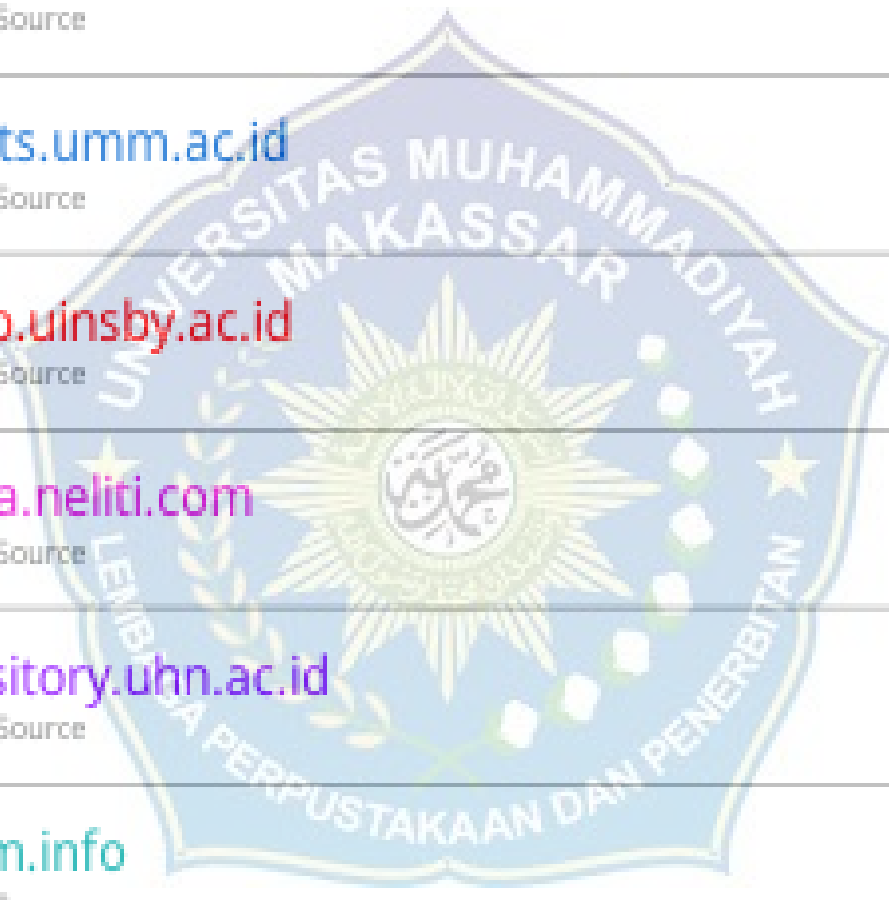 Source
ts.umm.ac.id
Source
.uinsby.ac.id
Source
a.neliti.com
Source
sitory.uhn.ac.id
Source
m.info
UNIVERSITAS MUHAMMADIYAH
MAKASSAR
محمد
LEMBAGA PERPUSTAKAAN DAN PENERBITAN